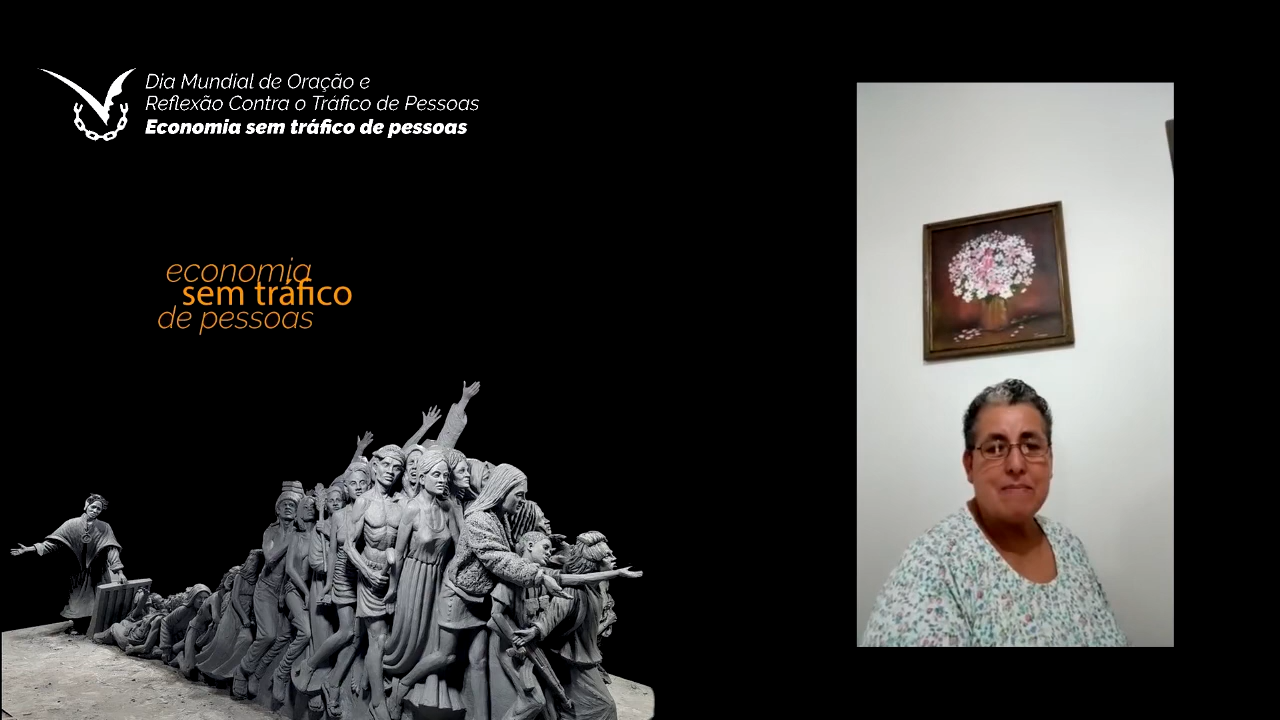 Dia Mundial de Oração e
Reflexão Contra o Tráfico de Pessoas
Economia sem tráfico de pessoas
economia
sem tráfico
de pessoas